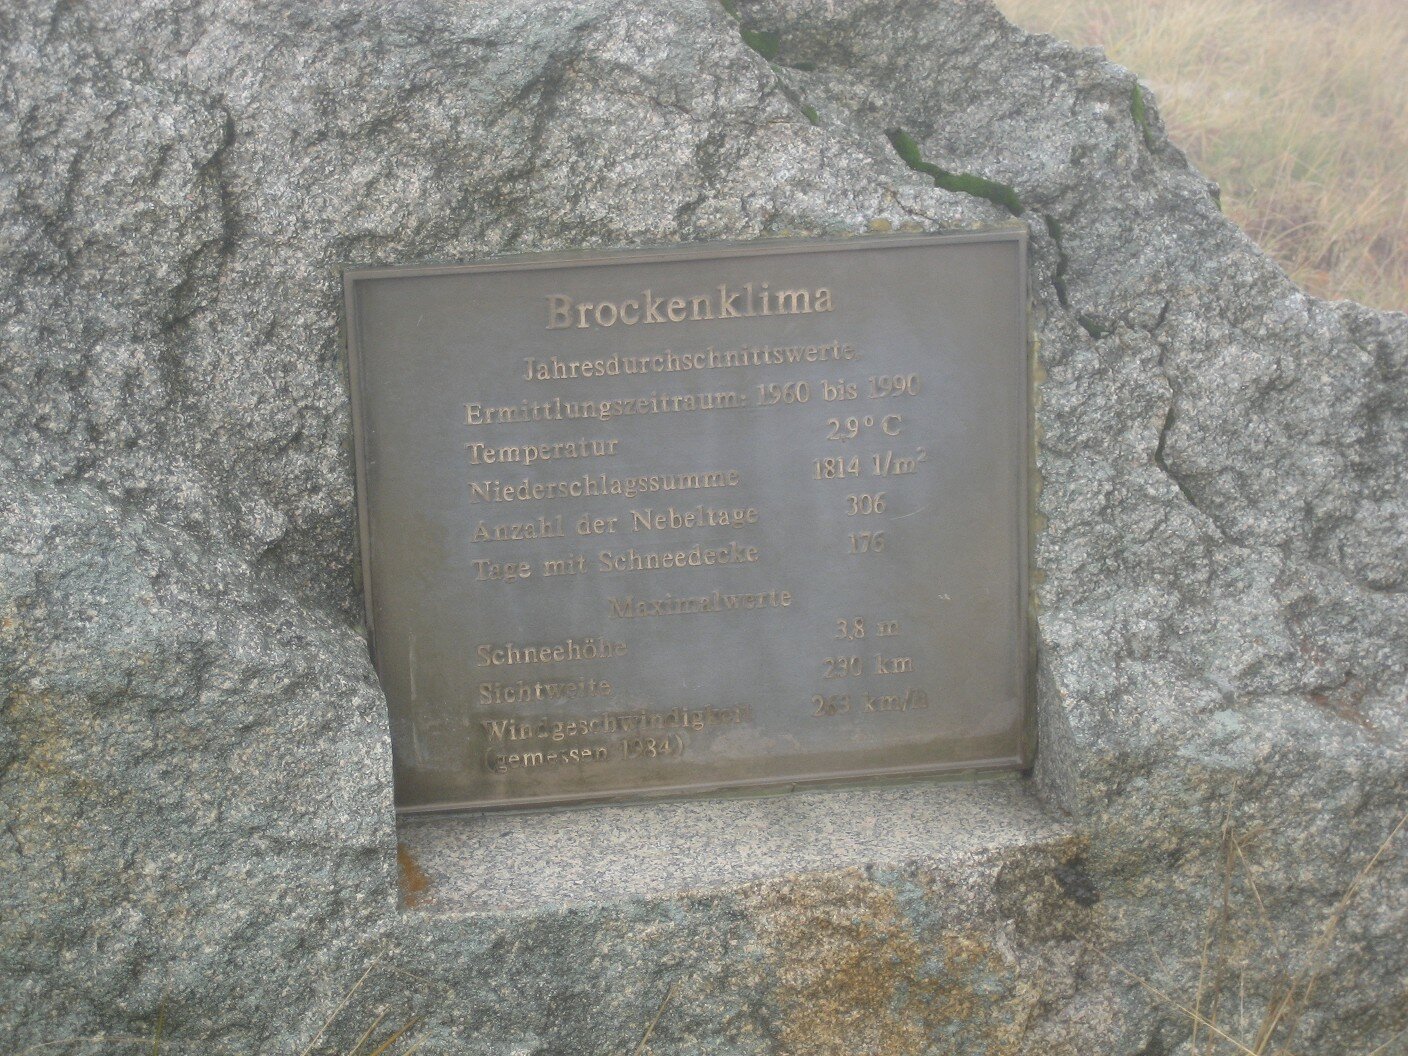 Brockenklima
Jahresdurchschnittswerte
Ermittlungszeitraum: 1960 bis 1990
Temperatur 2,9° C
Niederschlagssumme 1814 l/m²
Anzahl der Nebeltage 306
Tage mit Schneedecke 176
Maximalwerte
Schneehöhe 3,8 m
Sichtweite 230 km
Windgeschwindigkeit 263 km/h
(gemessen 1984)